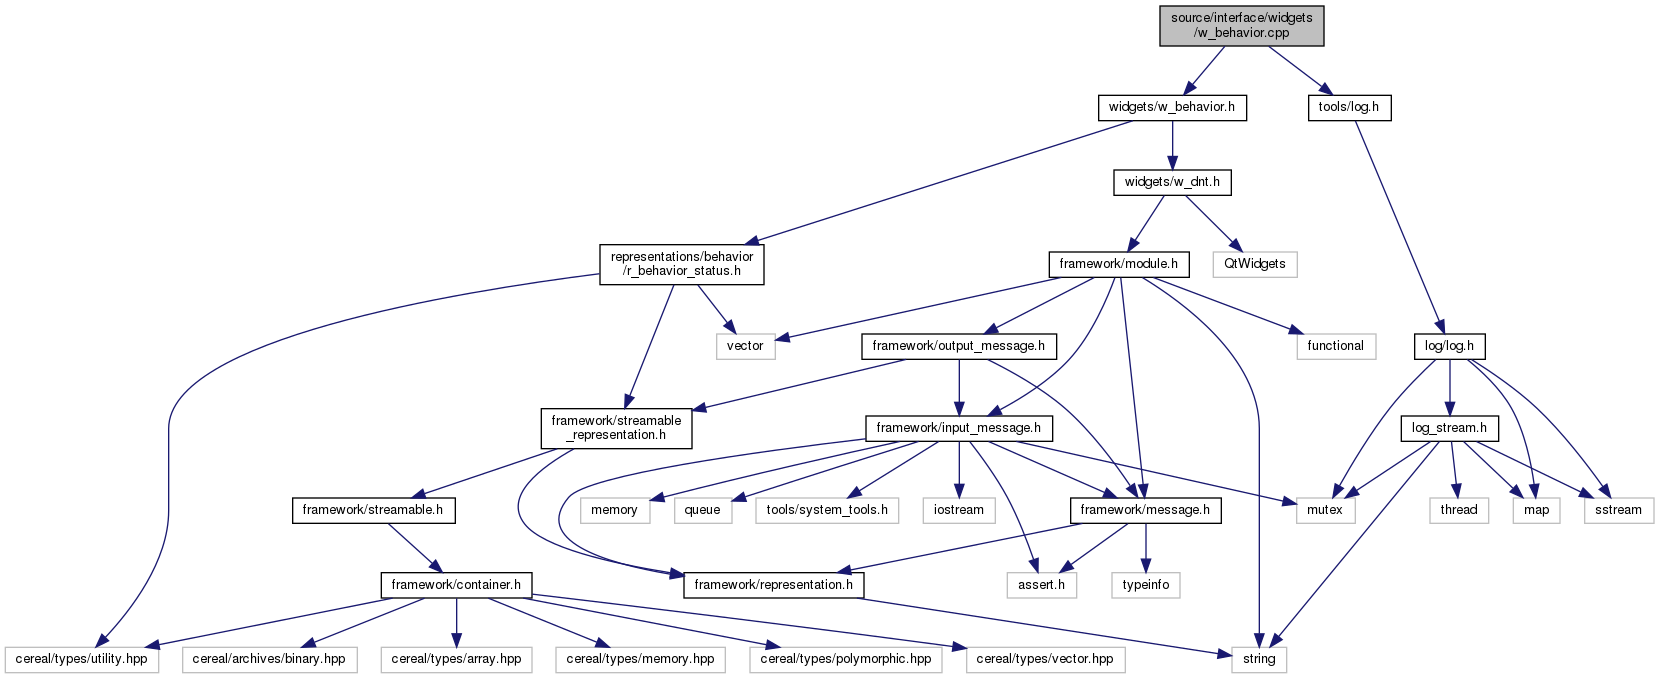 source/interface/widgets
/w_behavior.cpp
widgets/w_behavior.h
tools/log.h
widgets/w_dnt.h
representations/behavior
/r_behavior_status.h
framework/module.h
QtWidgets
vector
framework/output_message.h
functional
log/log.h
framework/streamable
_representation.h
framework/input_message.h
log_stream.h
framework/streamable.h
memory
queue
tools/system_tools.h
iostream
framework/message.h
mutex
thread
map
sstream
framework/container.h
framework/representation.h
assert.h
typeinfo
cereal/types/utility.hpp
cereal/archives/binary.hpp
cereal/types/array.hpp
cereal/types/memory.hpp
cereal/types/polymorphic.hpp
cereal/types/vector.hpp
string